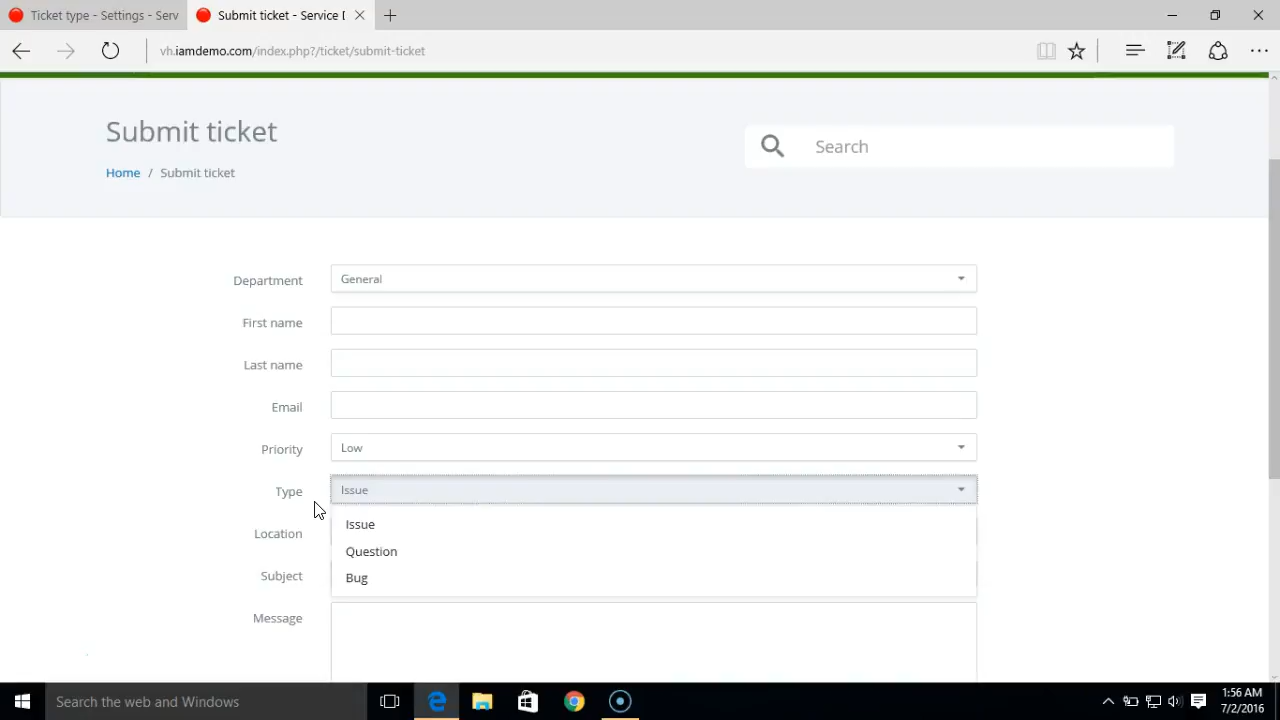 Ticket type - Settings - Serv
Submit ticket - Service D
vh.iamdemo.com/index.php?/ticket/submit-ticket
Submit ticket
Search
Home / Submit ticket
Department General
First name
Last name
Email
Priority Low
Type Issue
Issue
Location
Question
Subject
Bug
Message
Search the web and Windows
1:56 AM
7/2/2016